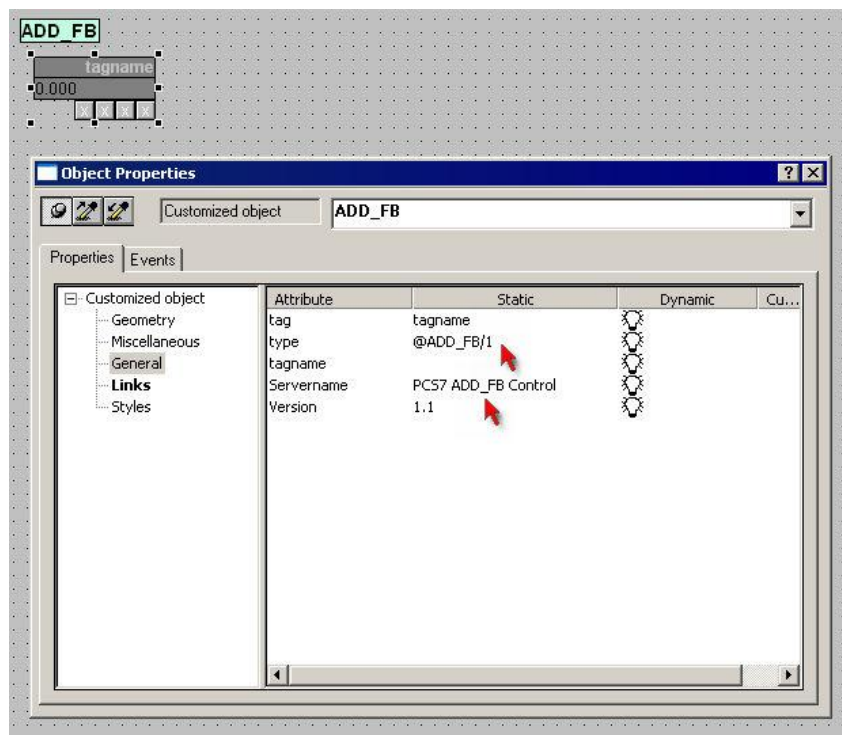 ADD_FB
tagname
0.000
X X X X
Object Properties
Customized object ADD_FB
Properties Events
Customized object
Geometry
Miscellaneous
General
Links
Styles
Attribute Static Dynamic Cu...
tag tagname
type @ADD_FB/1
tagname
Servername PCS7 ADD_FB Control
Version 1.1